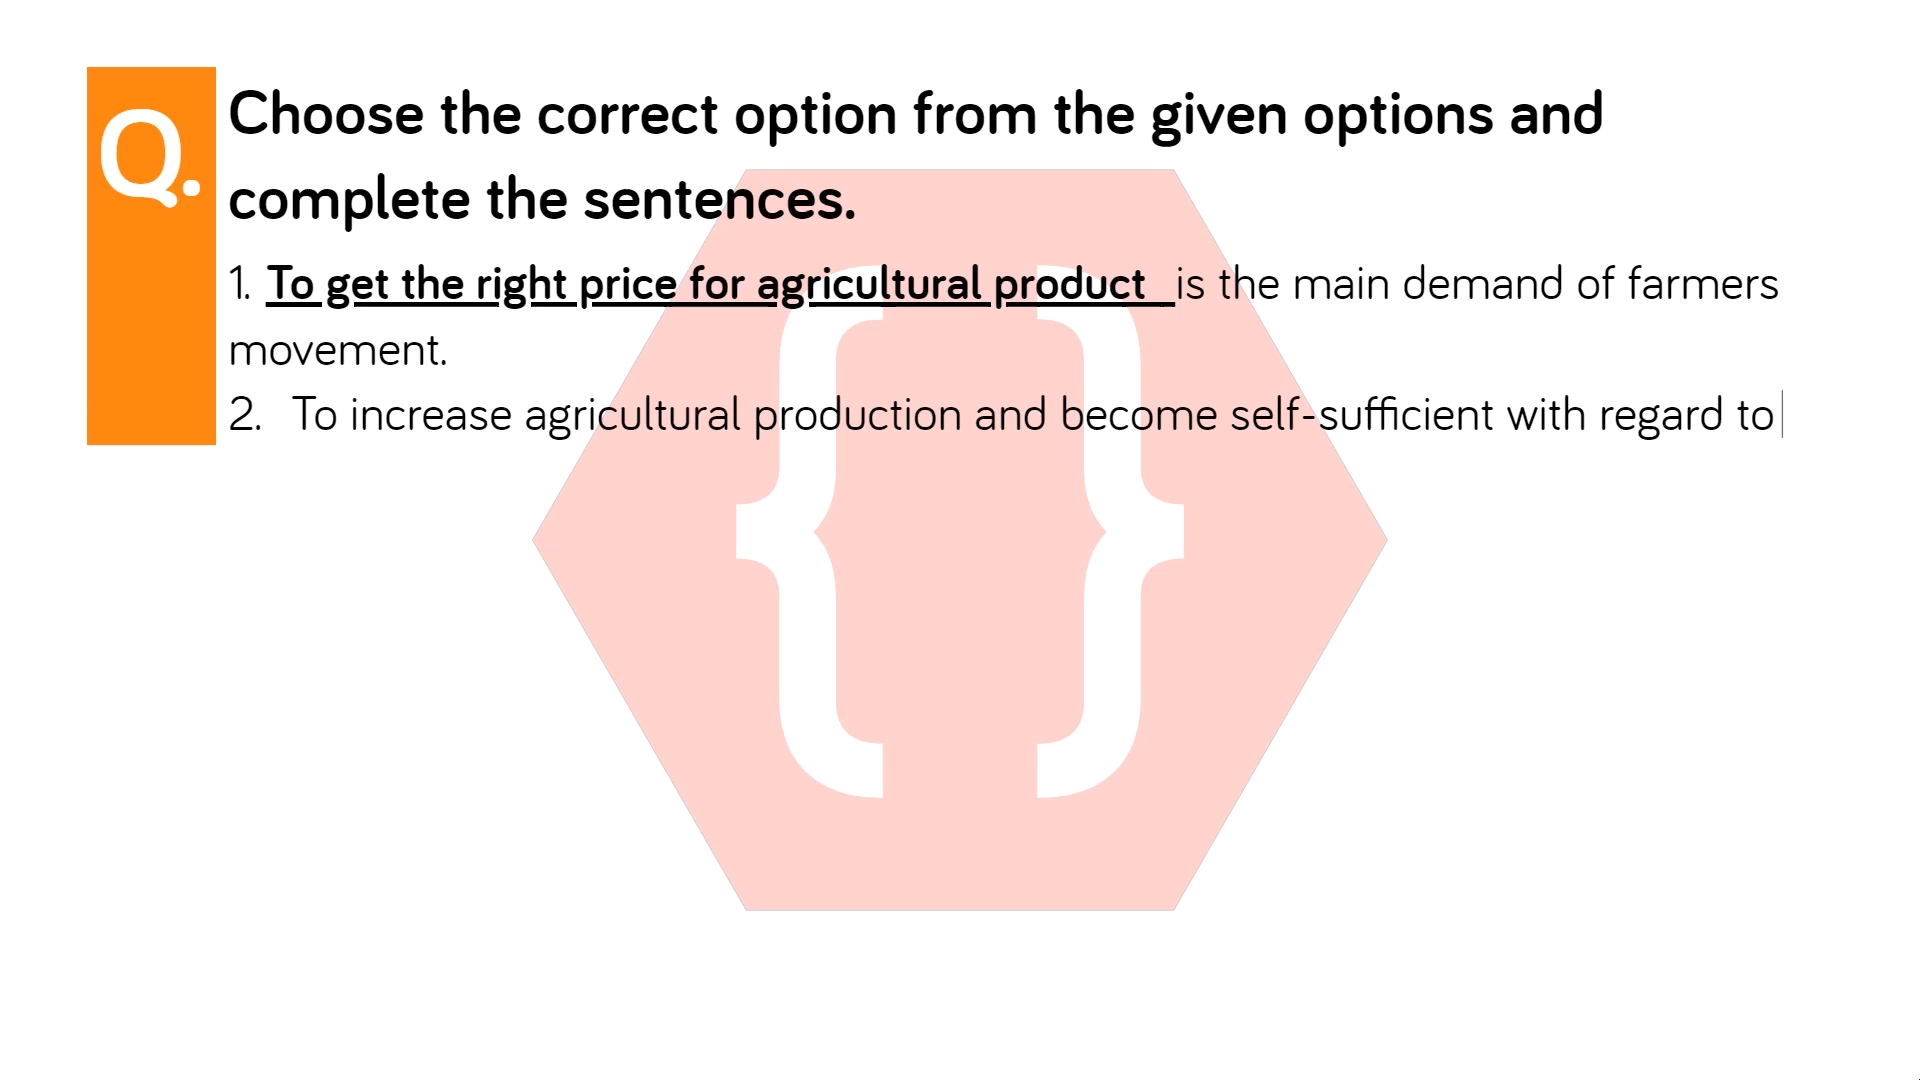 Q.
Choose the correct option from the given options and
complete the sentences.
1. To get the right price for agricultural product is the main demand of farmers
movement.
2. To increase agricultural production and become self-sufficient with regard to
{ }